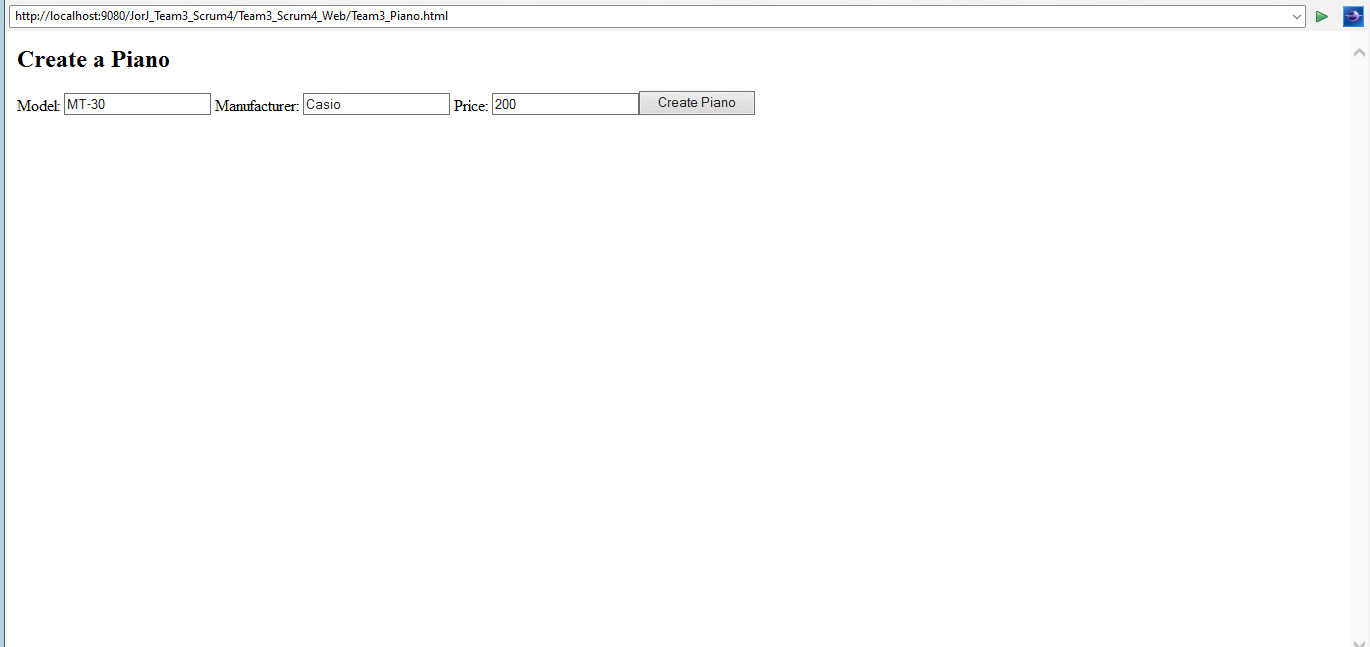 http://localhost:9080/JorJ_Team3_Scrum4/Team3_Scrum4_Web/Team3_Piano.html
Create a Piano
Model: MT-30 Manufacturer: Casio Price: 200 Create Piano